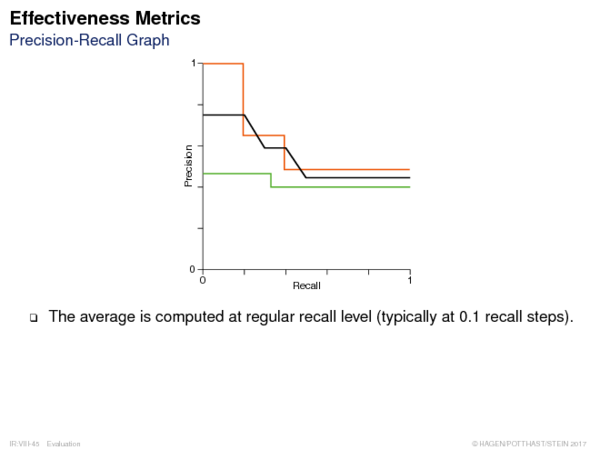 Effectiveness Metrics
Precision-Recall Graph
1
Precision
0
0
1
Recall
❑ The average is computed at regular recall level (typically at 0.1 recall steps).
IR:VIII-45 Evaluation
© HAGEN/POTTHAST/STEIN 2017